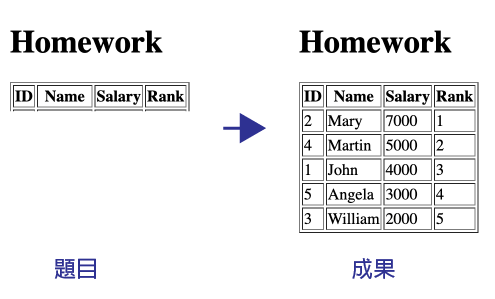 Homework
ID Name Salary Rank
題目
Homework
ID Name Salary Rank
2 Mary 7000 1
4 Martin 5000 2
1 John 4000 3
5 Angela 3000 4
3 William 2000 5
成果